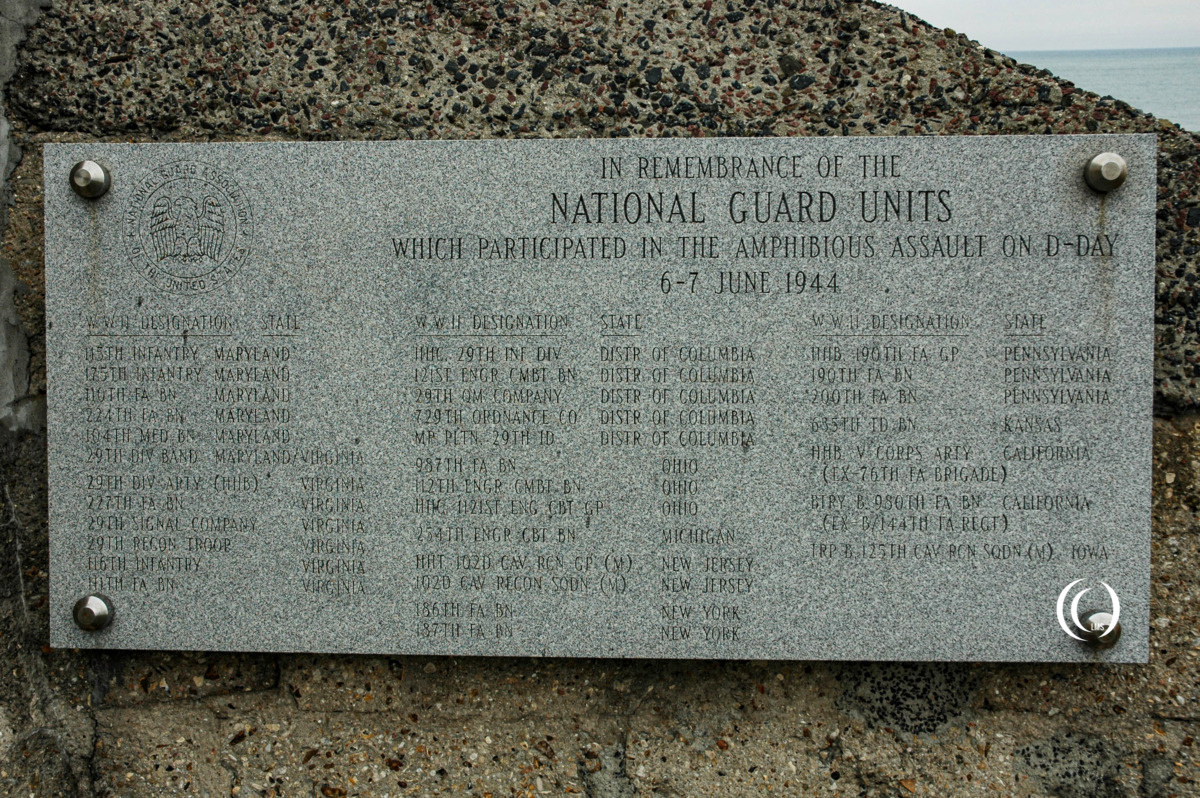 NATIONAL GUARD ASSOCIATION
OF THE UNITED STATES
IN REMEMBRANCE OF THE
NATIONAL GUARD UNITS
WHICH PARTICIPATED IN THE AMPHIBIOUS ASSAULT ON D-DAY
6-7 JUNE 1944
W.W.II DESIGNATION STATE
115TH INFANTRY MARYLAND
175TH INFANTRY MARYLAND
110TH FA BN MARYLAND
224TH FA BN MARYLAND
104TH MED BN MARYLAND
29TH DIV BAND MARYLAND/VIRGINIA
29TH DIV ARTY (HHB) VIRGINIA
227TH FA BN VIRGINIA
29TH SIGNAL COMPANY VIRGINIA
29TH RECON TROOP VIRGINIA
116TH INFANTRY VIRGINIA
111TH FA BN VIRGINIA
W.W.II DESIGNATION STATE
HHC, 29TH INF DIV DISTR OF COLUMBIA
121ST ENGR CMBT BN DISTR OF COLUMBIA
29TH QM COMPANY DISTR OF COLUMBIA
729TH ORDNANCE CO DISTR OF COLUMBIA
MP PLTN, 29TH ID DISTR OF COLUMBIA
987TH FA BN OHIO
112TH ENGR CMBT BN OHIO
HHC, 1121ST ENG CBT GP OHIO
254TH ENGR CBT BN MICHIGAN
HHT, 102D CAV RCN GP (M) NEW JERSEY
102D CAV RECON SQDN (M) NEW JERSEY
186TH FA BN NEW YORK
187TH FA BN NEW YORK
W.W.II DESIGNATION STATE
HHB, 190TH FA GP PENNSYLVANIA
190TH FA BN PENNSYLVANIA
200TH FA BN PENNSYLVANIA
635TH TD BN KANSAS
HHB, V CORPS ARTY CALIFORNIA
(EX-76TH FA BRIGADE)
BTRY B, 980TH FA BN CALIFORNIA
(EX-B/144TH FA REGT)
TRP B, 125TH CAV RCN SQDN (M) IOWA